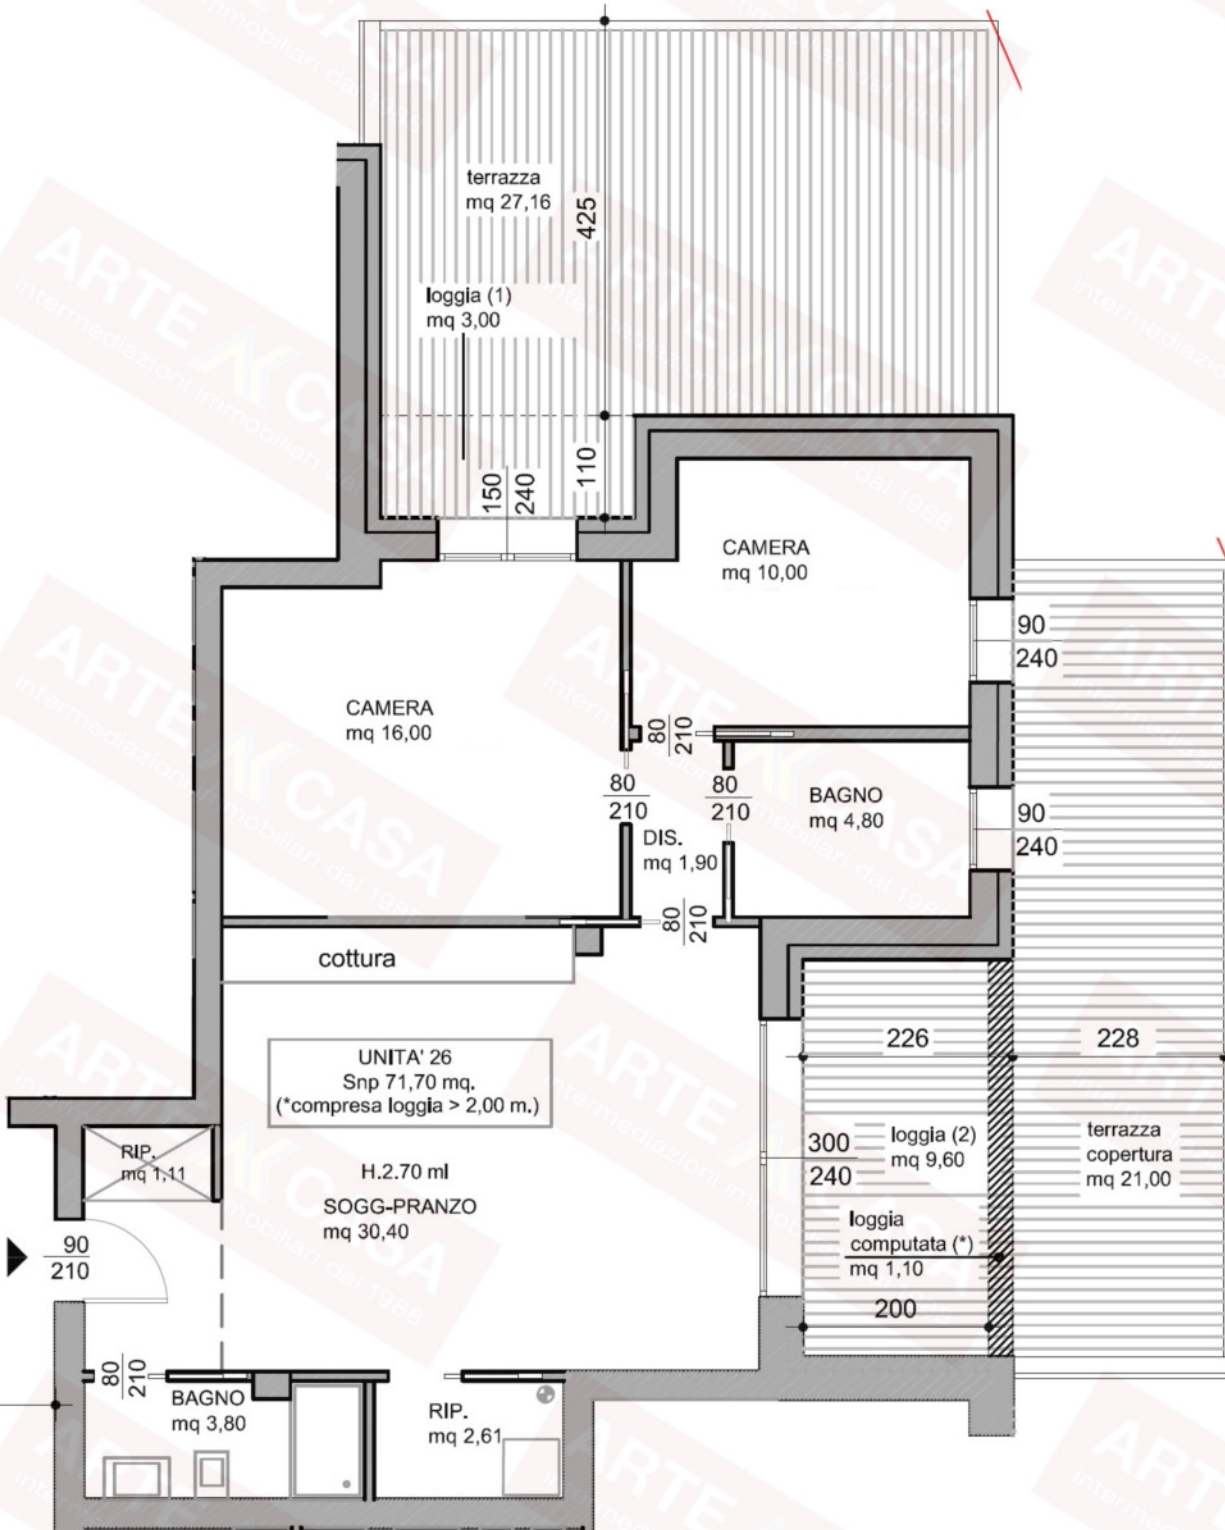 terrazza
mq 27,16
425
loggia (1)
mq 3,00
150
240
110
CAMERA
mq 10,00
90
240
CAMERA
mq 16,00
80
210
80
210
80
210
BAGNO
mq 4,80
90
240
DIS.
mq 1,90
80
210
cottura
UNITA' 26
Snp 71,70 mq.
(*compresa loggia > 2,00 m.)
226
228
RIP.
mq 1,11
H.2.70 ml
SOGG-PRANZO
mq 30,40
300
240
loggia (2)
mq 9,60
terrazza
copertura
mq 21,00
loggia
computata (*)
mq 1,10
90
210
200
80
210
BAGNO
mq 3,80
RIP.
mq 2,61
ARTE CASA
intermediazioni immobiliari dal 1988